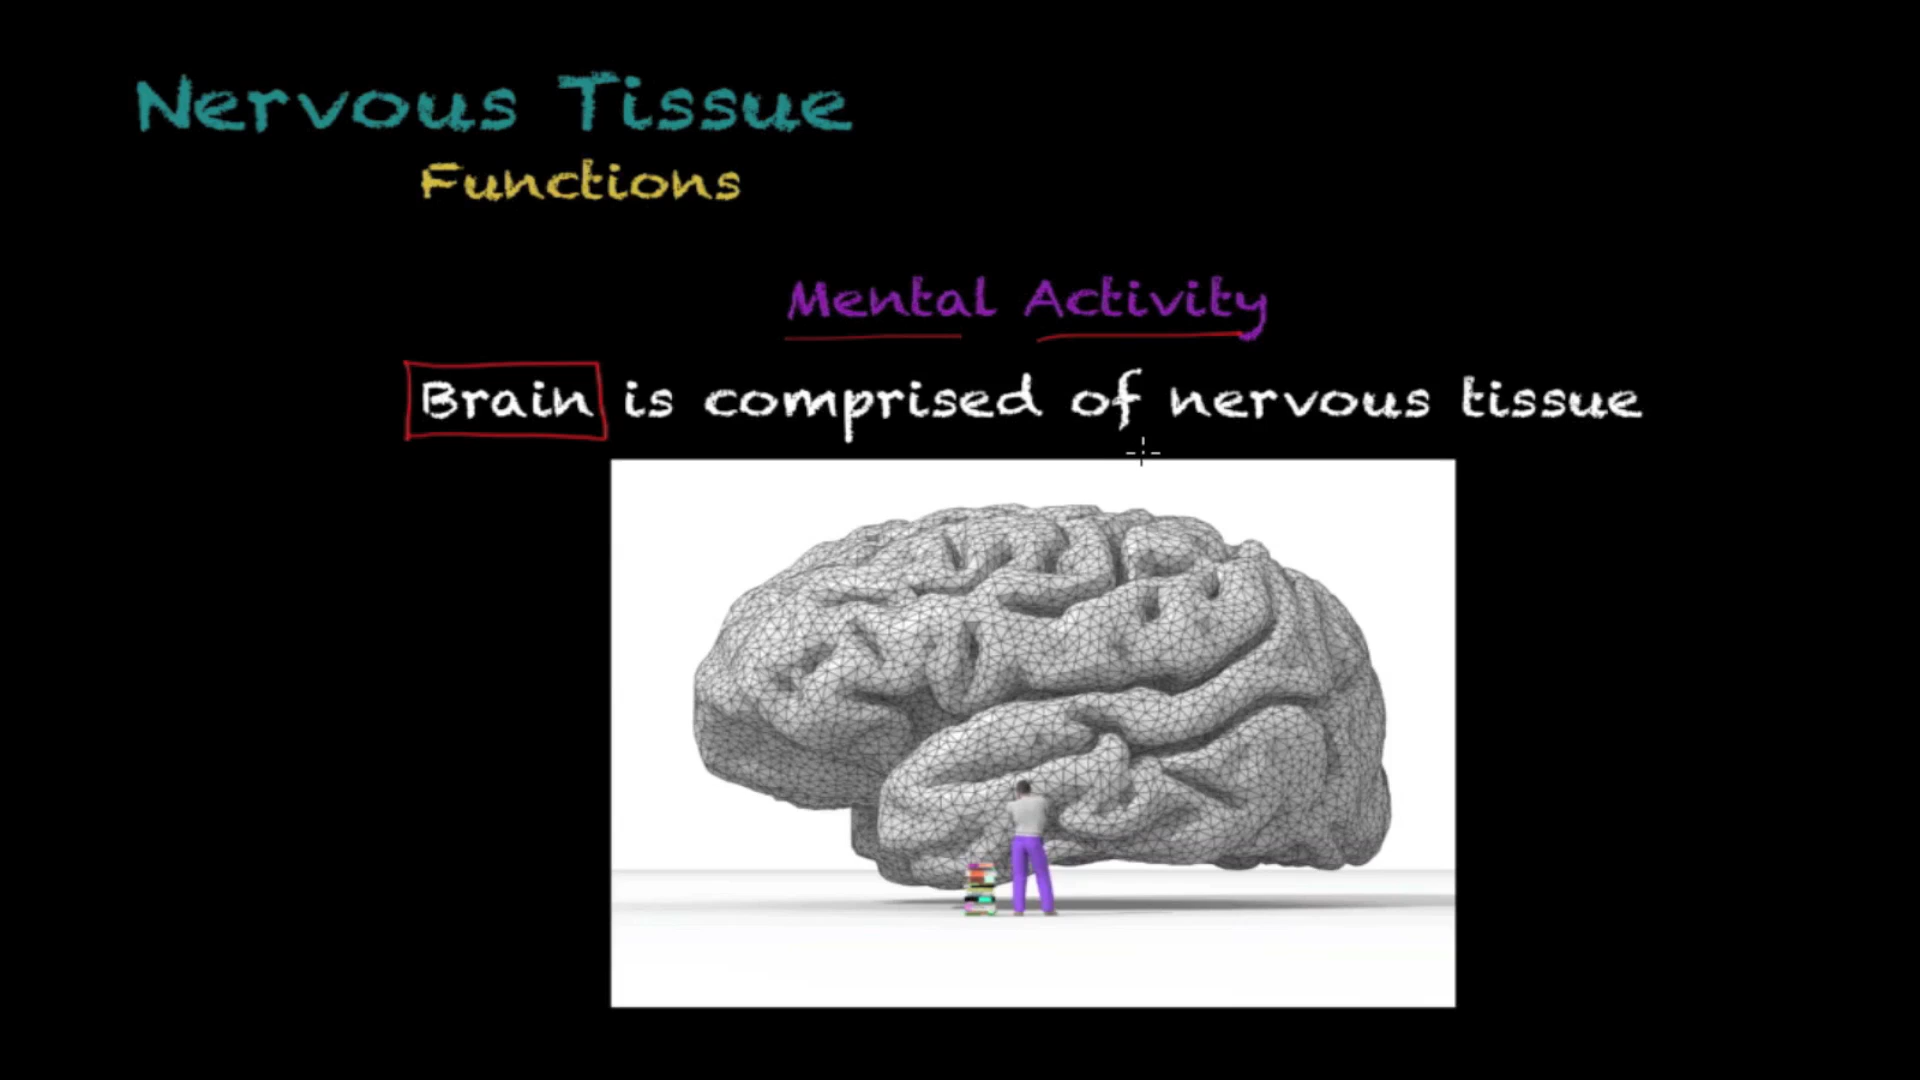 Nervous Tissue
Functions
Mental Activity
Brain is comprised of nervous tissue